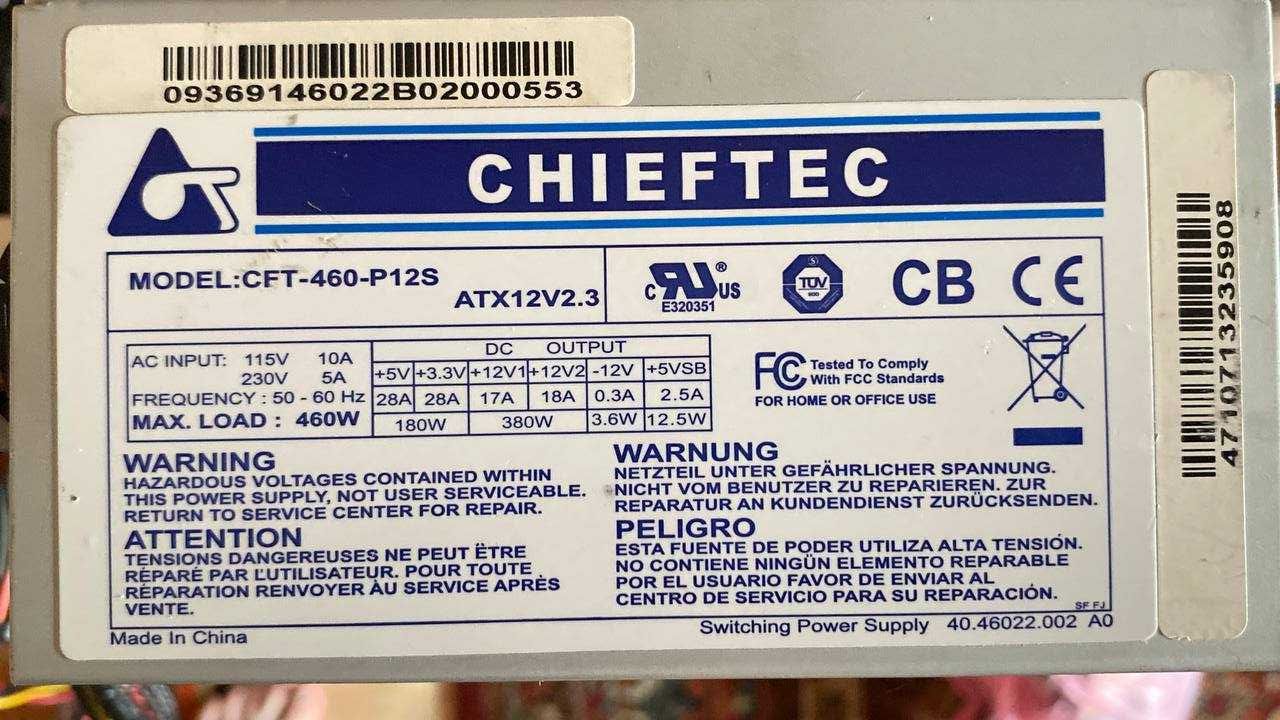 09369146022B02000553
CHIEFTEC
MODEL:CFT-460-P12S
ATX12V2.3
C RU® US
E320351
S
TÜV
CB CE
AC INPUT: 115V 10A
230V 5A
FREQUENCY : 50 - 60 Hz
MAX. LOAD : 460W
DC OUTPUT
+5V +3.3V +12V1 +12V2 -12V +5VSB
28A 28A 17A 18A 0.3A 2.5A
180W 380W 3.6W 12.5W
FC Tested To Comply
With FCC Standards
FOR HOME OR OFFICE USE
WARNING
HAZARDOUS VOLTAGES CONTAINED WITHIN
THIS POWER SUPPLY, NOT USER SERVICEABLE.
RETURN TO SERVICE CENTER FOR REPAIR.
ATTENTION
TENSIONS DANGEREUSES NE PEUT ËTRE
RÉPARÉ PAR L'UTILISATEUR. POUR TOUTE
RÉPARATION RENVOYER ÀU SERVICE APRÈS
VENTE.
WARNUNG
NETZTEIL UNTER GEFÄHRLICHER SPANNUNG.
NICHT VOM BENUTZER ZU REPARIEREN. ZUR
REPARATUR AN KUNDENDIENST ZURÜCKSENDEN.
PELIGRO
ESTA FUENTE DE PODER UTILIZA ALTA TENSIÓN.
NO CONTIENE NINGÚN ELEMENTO REPARABLE
POR EL USUARIO FAVOR DE ENVIAR AL
CENTRO DE SERVICIO PARA SU REPARACIÓN.
SF FJ
Made In China
Switching Power Supply 40.46022.002 A0
4710713235908